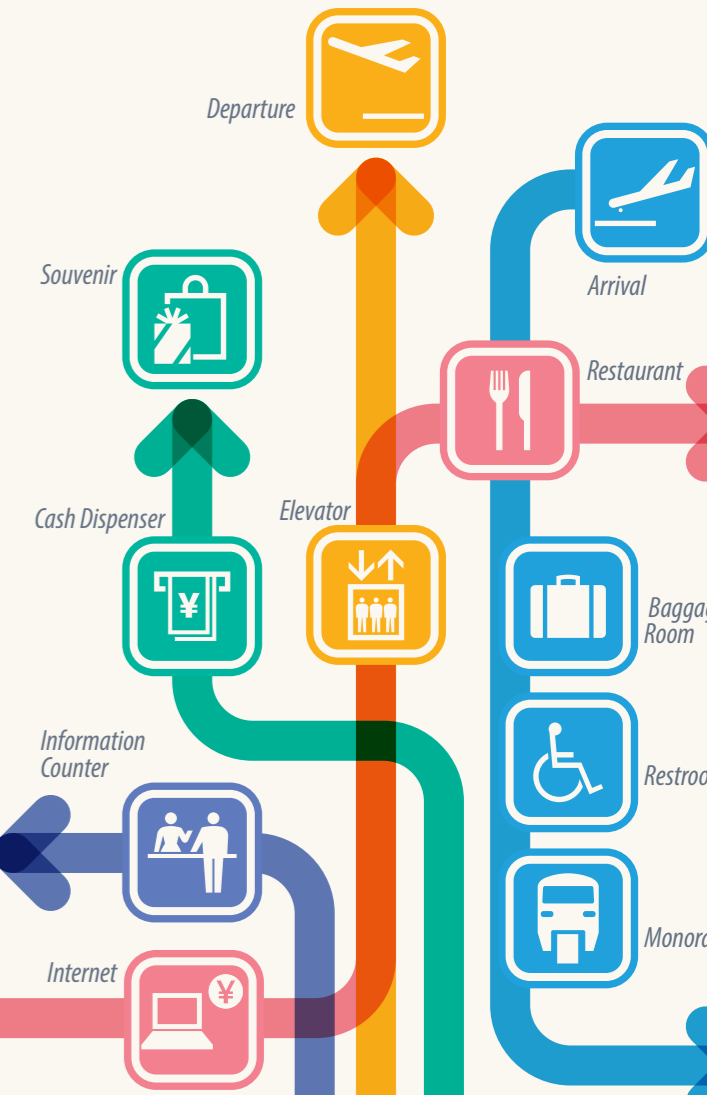 Departure
Souvenir
Arrival
Restaurant
Cash Dispenser
Elevator
¥
Room
Information
Counter
Internet
¥